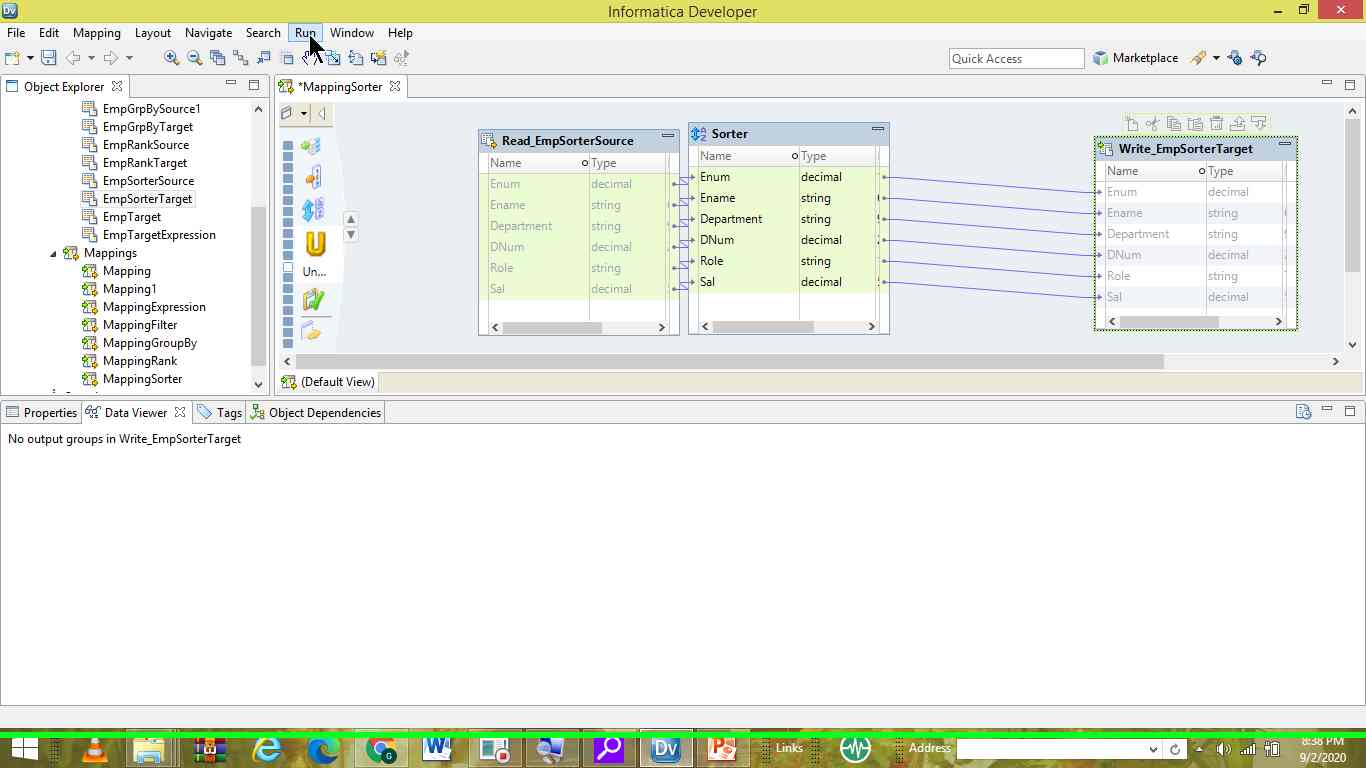 Dv
Informatica Developer
File Edit Mapping Layout Navigate Search Run Window Help
Quick Access
Marketplace
Object Explorer
*MappingSorter
EmpGrpBySource1
EmpGrpByTarget
EmpRankSource
EmpRankTarget
EmpSorterSource
EmpSorterTarget
EmpTarget
EmpTargetExpression
Mappings
Mapping
Mapping1
MappingExpression
MappingFilter
MappingGroupBy
MappingRank
MappingSorter
Un...
Read_EmpSorterSource
Name Type
Enum decimal
Ename string
Department string
DNum decimal
Role string
Sal decimal
Sorter
Name Type
Enum decimal
Ename string
Department string
DNum decimal
Role string
Sal decimal
Write_EmpSorterTarget
Name Type
Enum decimal
Ename string
Department string
DNum decimal
Role string
Sal decimal
(Default View)
Properties Data Viewer Tags Object Dependencies
No output groups in Write_EmpSorterTarget
Links
Address
8:38 PM
9/2/2020